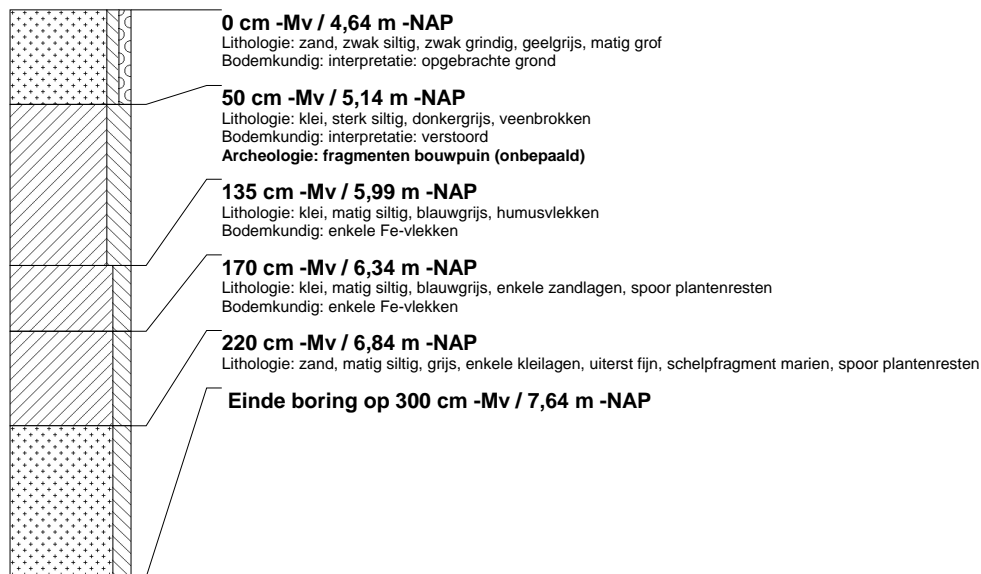 0 cm -Mv / 4,64 m -NAP
Lithologie: zand, zwak siltig, zwak grindig, geelgrijs, matig grof
Bodemkundig: interpretatie: opgebrachte grond
50 cm -Mv / 5,14 m -NAP
Lithologie: klei, sterk siltig, donkergrijs, veenbrokken
Bodemkundig: interpretatie: verstoord
Archeologie: fragmenten bouwpuin (onbepaald)
135 cm -Mv / 5,99 m -NAP
Lithologie: klei, matig siltig, blauwgrijs, humusvlekken
Bodemkundig: enkele Fe-vlekken
170 cm -Mv / 6,34 m -NAP
Lithologie: klei, matig siltig, blauwgrijs, enkele zandlagen, spoor plantenresten
Bodemkundig: enkele Fe-vlekken
220 cm -Mv / 6,84 m -NAP
Lithologie: zand, matig siltig, grijs, enkele kleilagen, uiterst fijn, schelpfragment marien, spoor plantenresten
Einde boring op 300 cm -Mv / 7,64 m -NAP